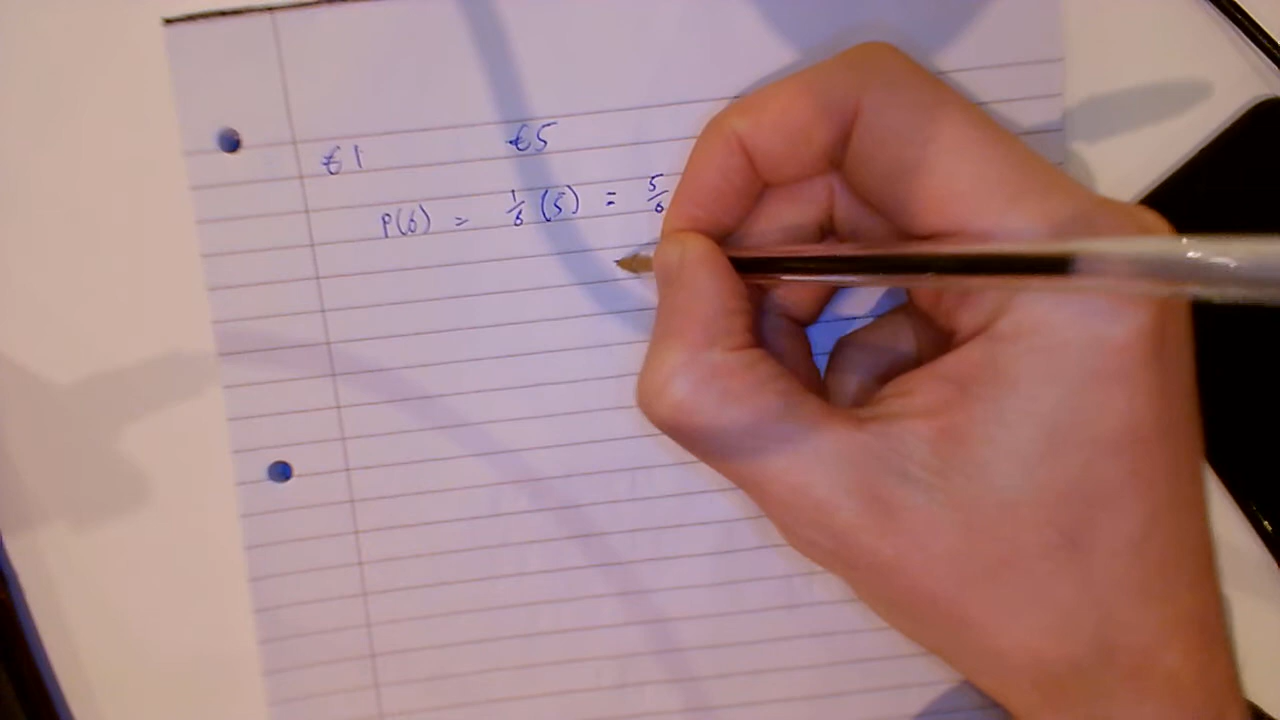 €1 €5
P(6) = 1/6 (5) = 5/6